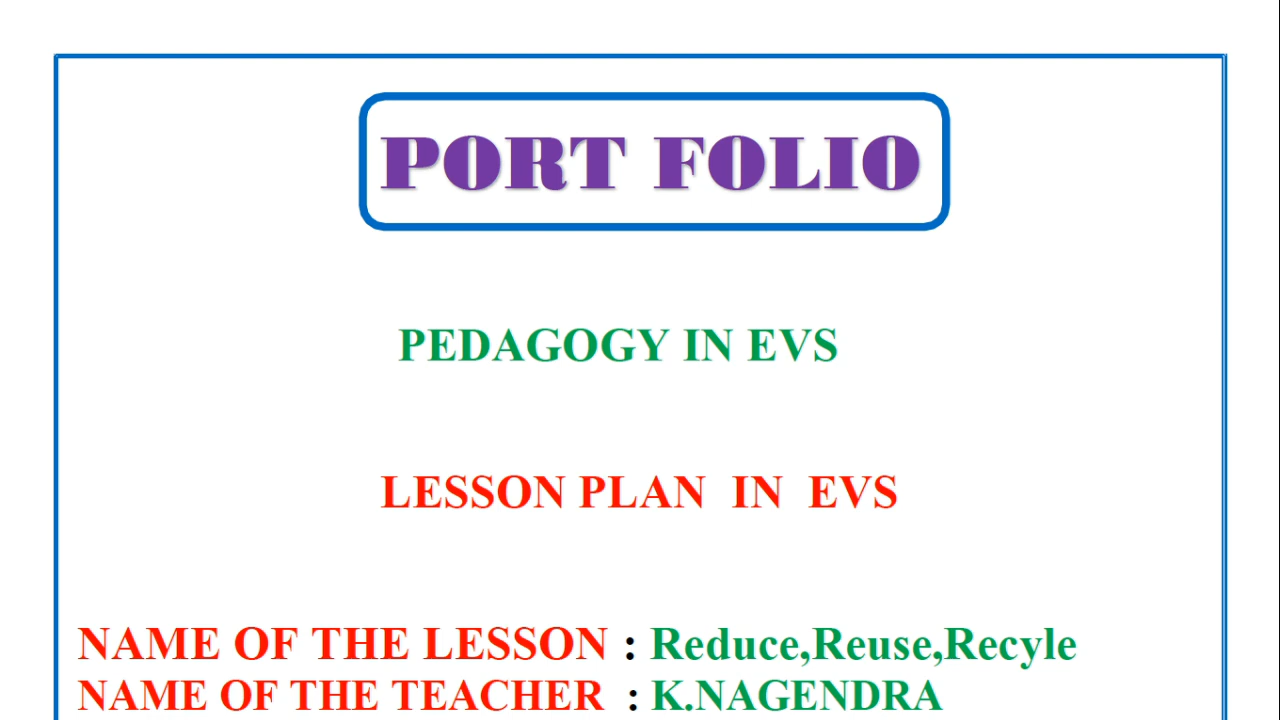 PORT FOLIO
PEDAGOGY IN EVS
LESSON PLAN IN EVS
NAME OF THE LESSON : Reduce,Reuse,Recyle
NAME OF THE TEACHER : K.NAGENDRA